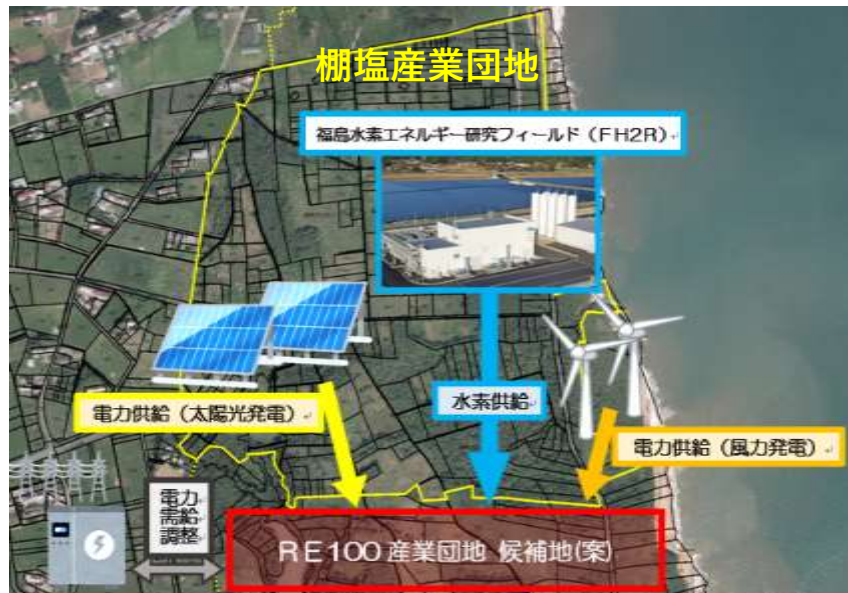 棚塩産業団地
福島水素エネルギー研究フィールド（FH2R）
電力供給（太陽光発電）
水素供給
電力供給（風力発電）
電力
需給
調整
RE100産業団地 候補地(案)